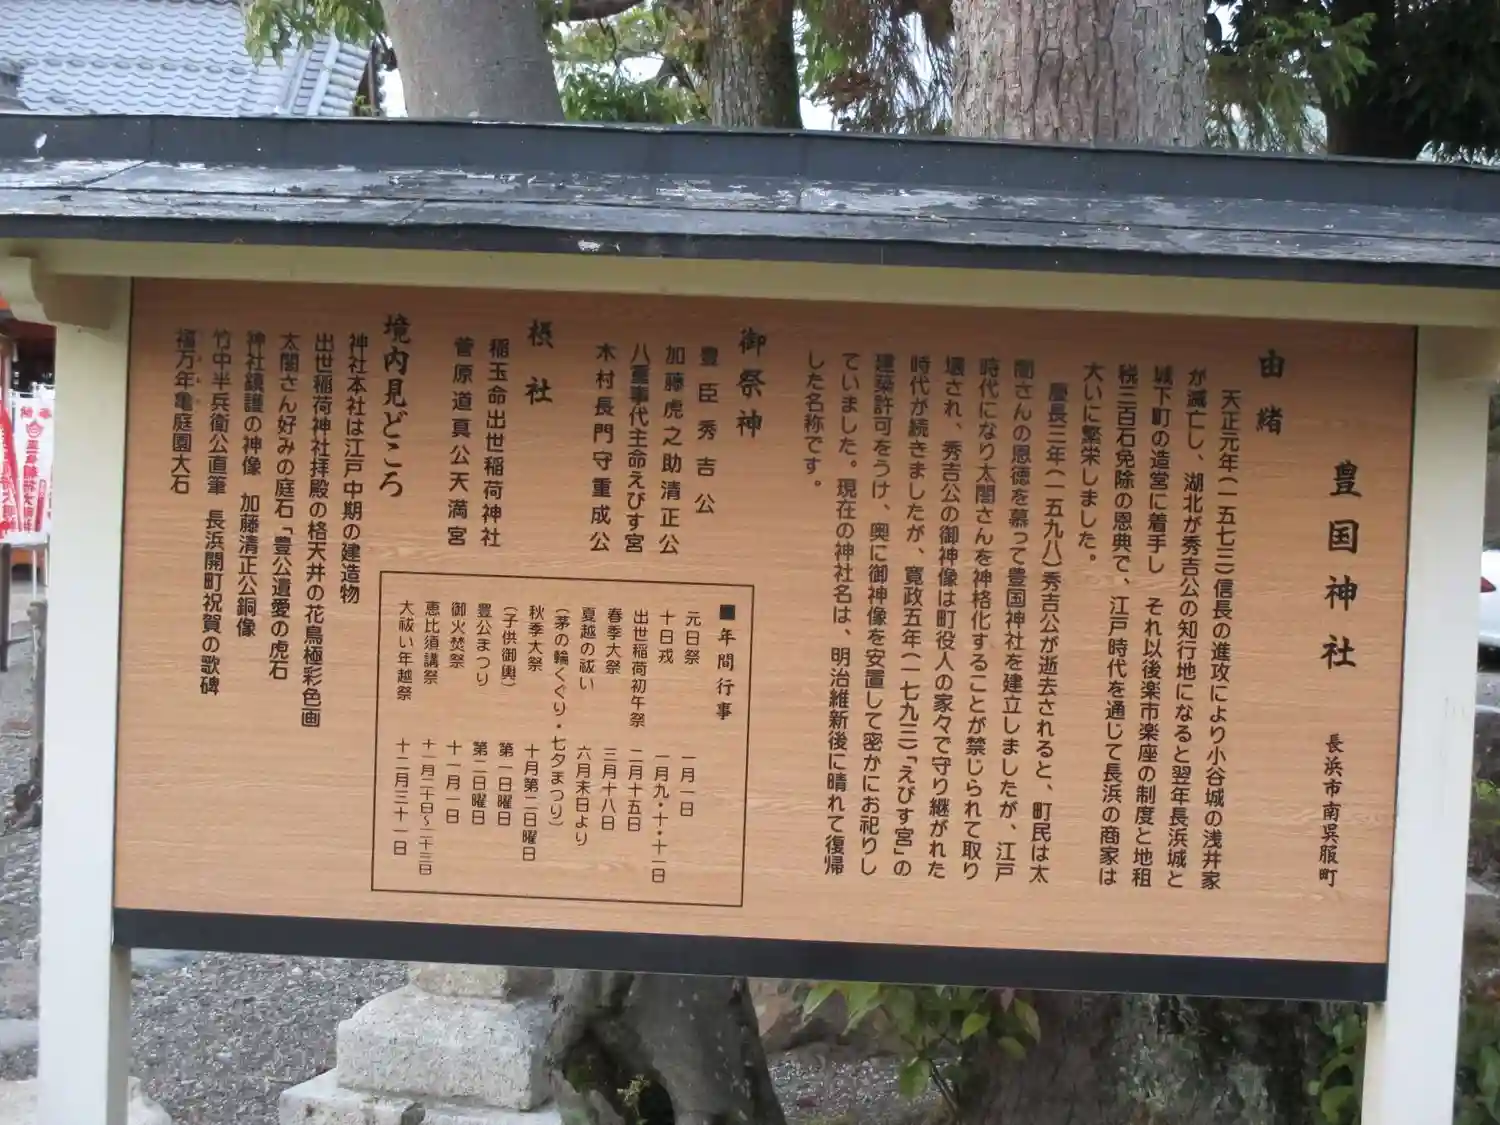 豊国神社 長浜市南呉服町
由緒
天正元年(一五七三)信長の進攻により小谷城の浅井家
が滅亡し、湖北が秀吉公の知行地になると翌年長浜城と
城下町の造営に着手し それ以後楽市楽座の制度と地租
税三百石免除の恩典で、江戸時代を通じて長浜の商家は
大いに繁栄しました。
慶長三年(一五九八)秀吉公が逝去されると、町民は太
閤さんの恩徳を慕って豊国神社を建立しましたが、江戸
時代になり太閤さんを神格化することが禁じられて取り
壊され、秀吉公の御神像は町役人の家々で守り継がれた
時代が続きましたが、寛政五年(一七九三)「えびす宮」の
建築許可をうけ、奥に御神像を安置して密かにお祀りし
ていました。現在の神社名は、明治維新後に晴れて復帰
した名称です。
御祭神
豊臣秀吉公
加藤虎之助清正公
八重事代主命えびす宮
木村長門守重成公
摂社
稲玉命出世稲荷神社
菅原道真公天満宮
■年間行事
元日祭 一月一日
十日戎 一月九・十・十一日
出世稲荷初午祭 二月十五日
春季大祭 三月十八日
夏越の祓い 六月末日より
(茅の輪くぐり・七夕まつり)
秋季大祭 十月第二日曜日
(子供御輿) 第一日曜日
豊公まつり 第二日曜日
御火焚祭 十一月一日
恵比須講祭 十一月二十日~二十三日
大祓い年越祭 十二月三十一日
境内見どころ
神社本社は江戸中期の建造物
出世稲荷神社拝殿の格天井の花鳥極彩色画
太閤さん好みの庭石「豊公遺愛の虎石
神社鎮護の神像 加藤清正公銅像
竹中半兵衛公直筆 長浜開町祝賀の歌碑
福万年亀庭園大石